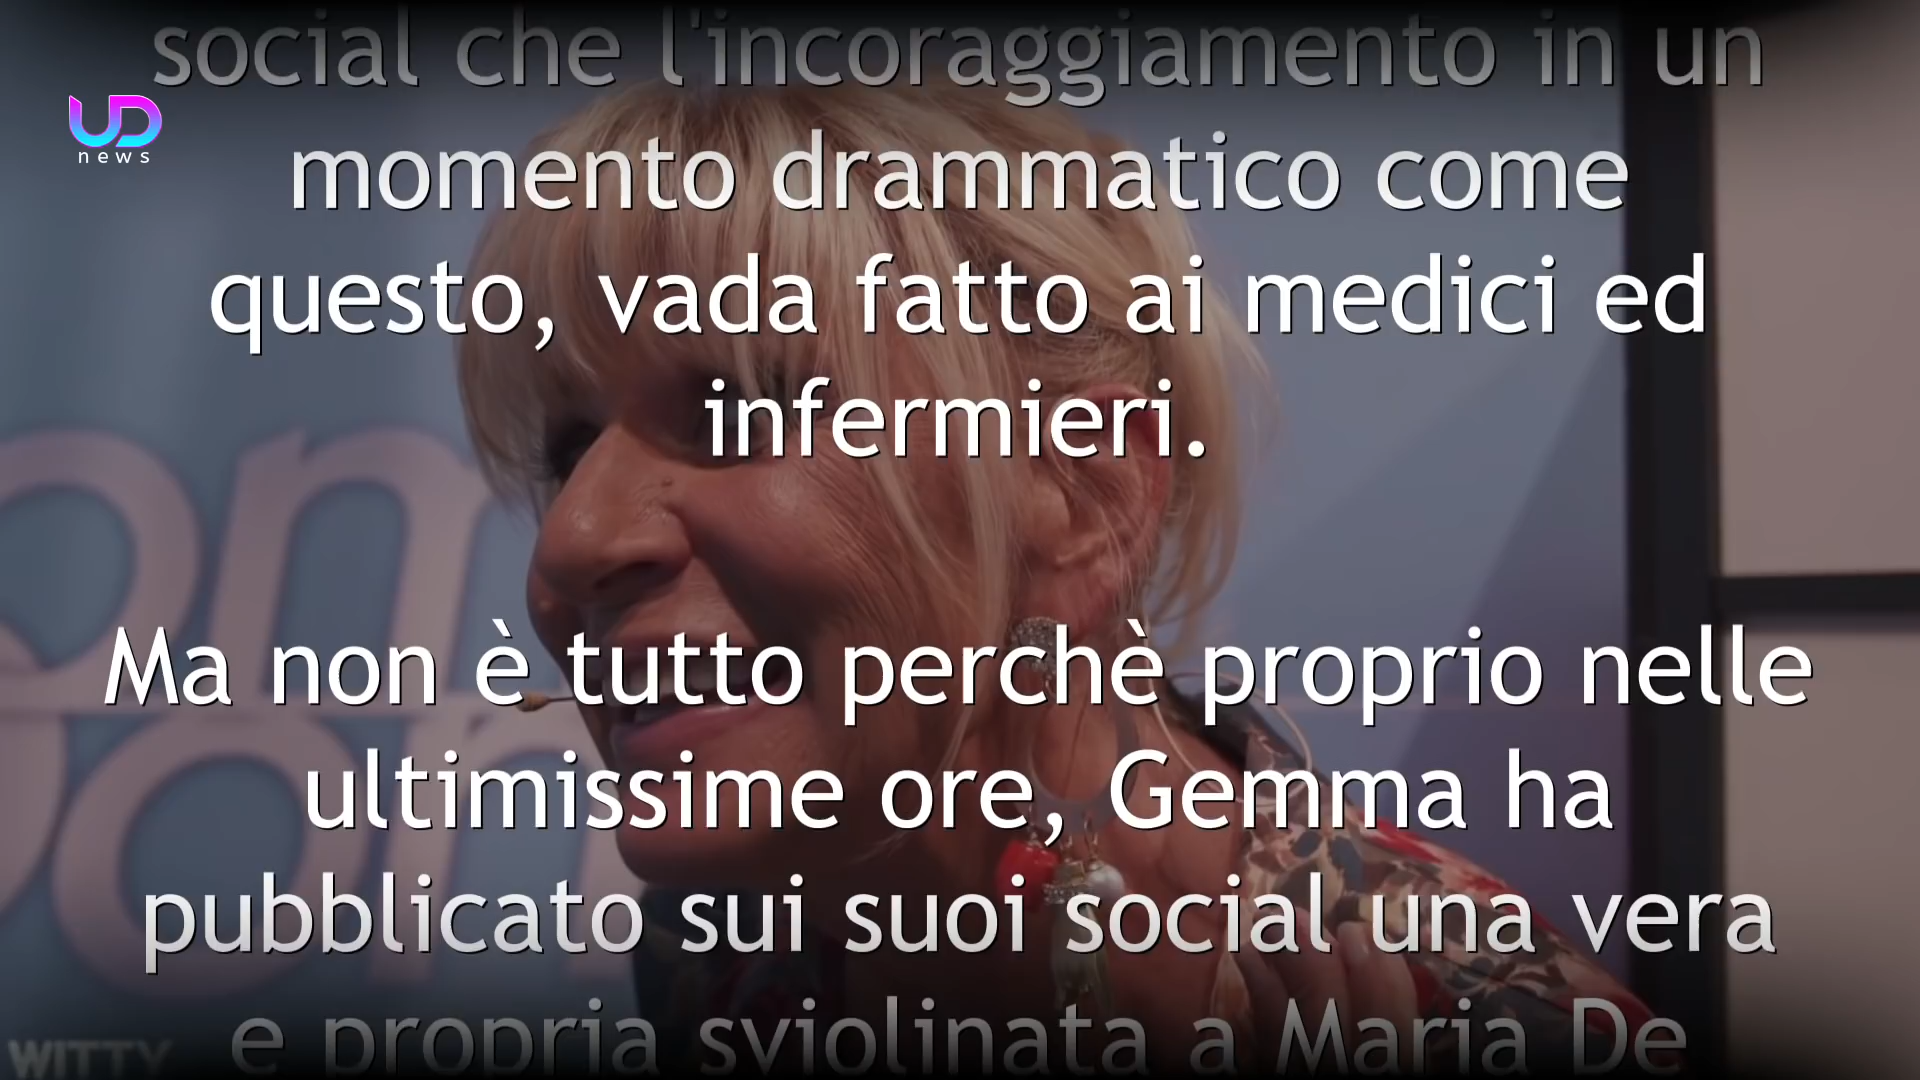 social che l'incoraggiamento in un
UD
news
momento drammatico come
questo, vada fatto ai medici ed
infermieri.
Ma non è tutto perchè proprio nelle
ultimissime ore, Gemma ha
pubblicato sui suoi social una vera
e propria sviolinata a Maria De
WITTY